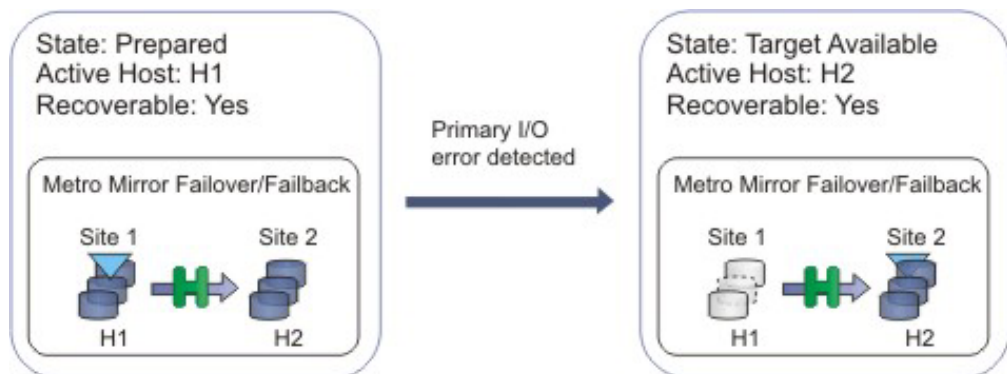 State: Prepared
Active Host: H1
Recoverable: Yes
Metro Mirror Failover/Failback
Site 1
Site 2
H1
H2
Primary I/O
error detected
State: Target Available
Active Host: H2
Recoverable: Yes
Metro Mirror Failover/Failback
Site 1
Site 2
H1
H2